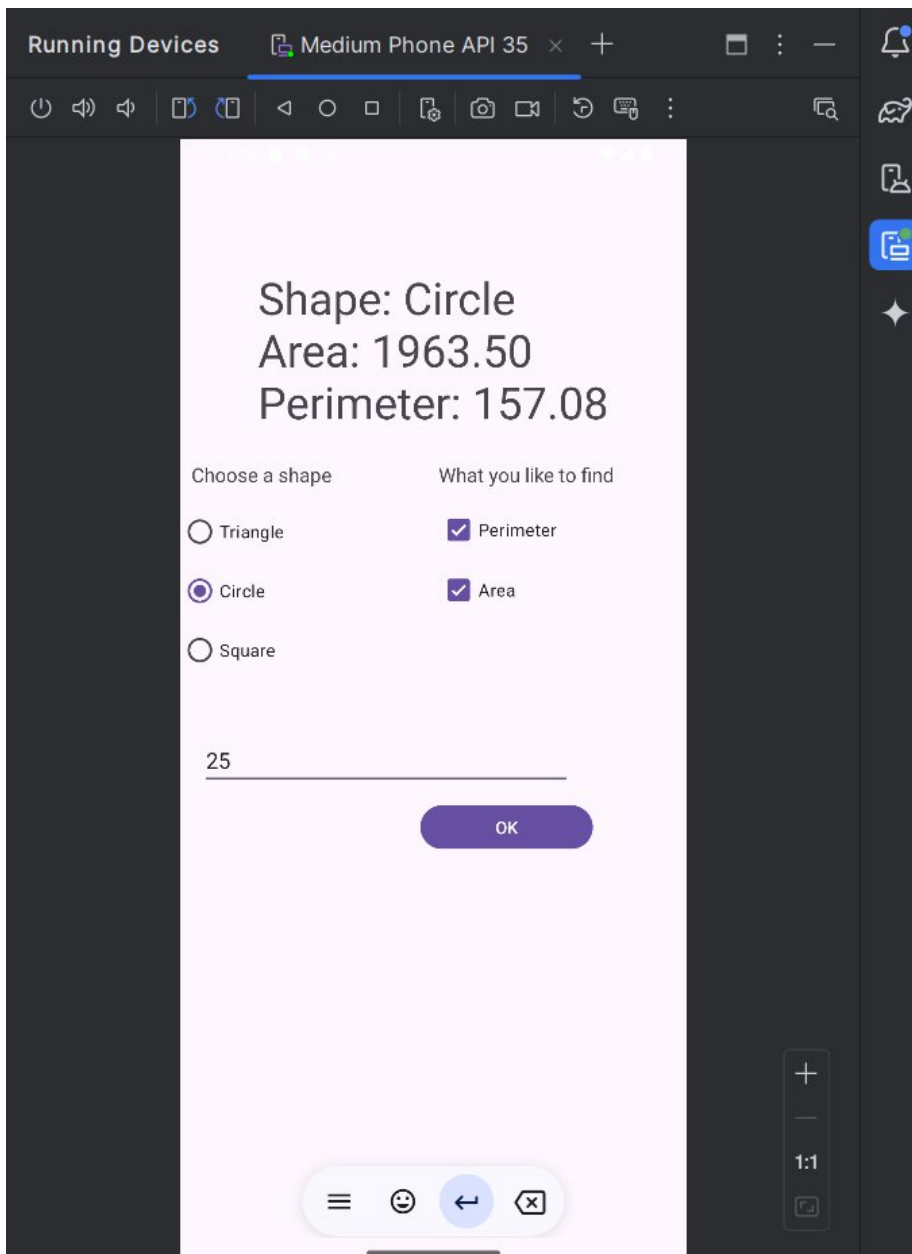 Running Devices
Medium Phone API 35
Shape: Circle
Area: 1963.50
Perimeter: 157.08
Choose a shape
What you like to find
Triangle
Perimeter
Circle
Area
Square
25
OK
1:1